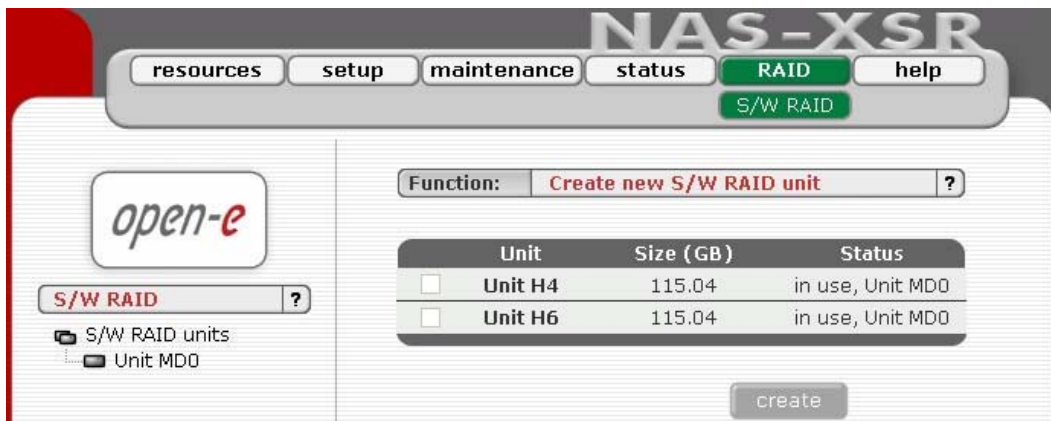 NAS-XSR
resources setup maintenance status RAID help
S/W RAID
open-e
S/W RAID ?
S/W RAID units
Unit MD0
Function: Create new S/W RAID unit ?
Unit Size (GB) Status
Unit H4 115.04 in use, Unit MD0
Unit H6 115.04 in use, Unit MD0
create